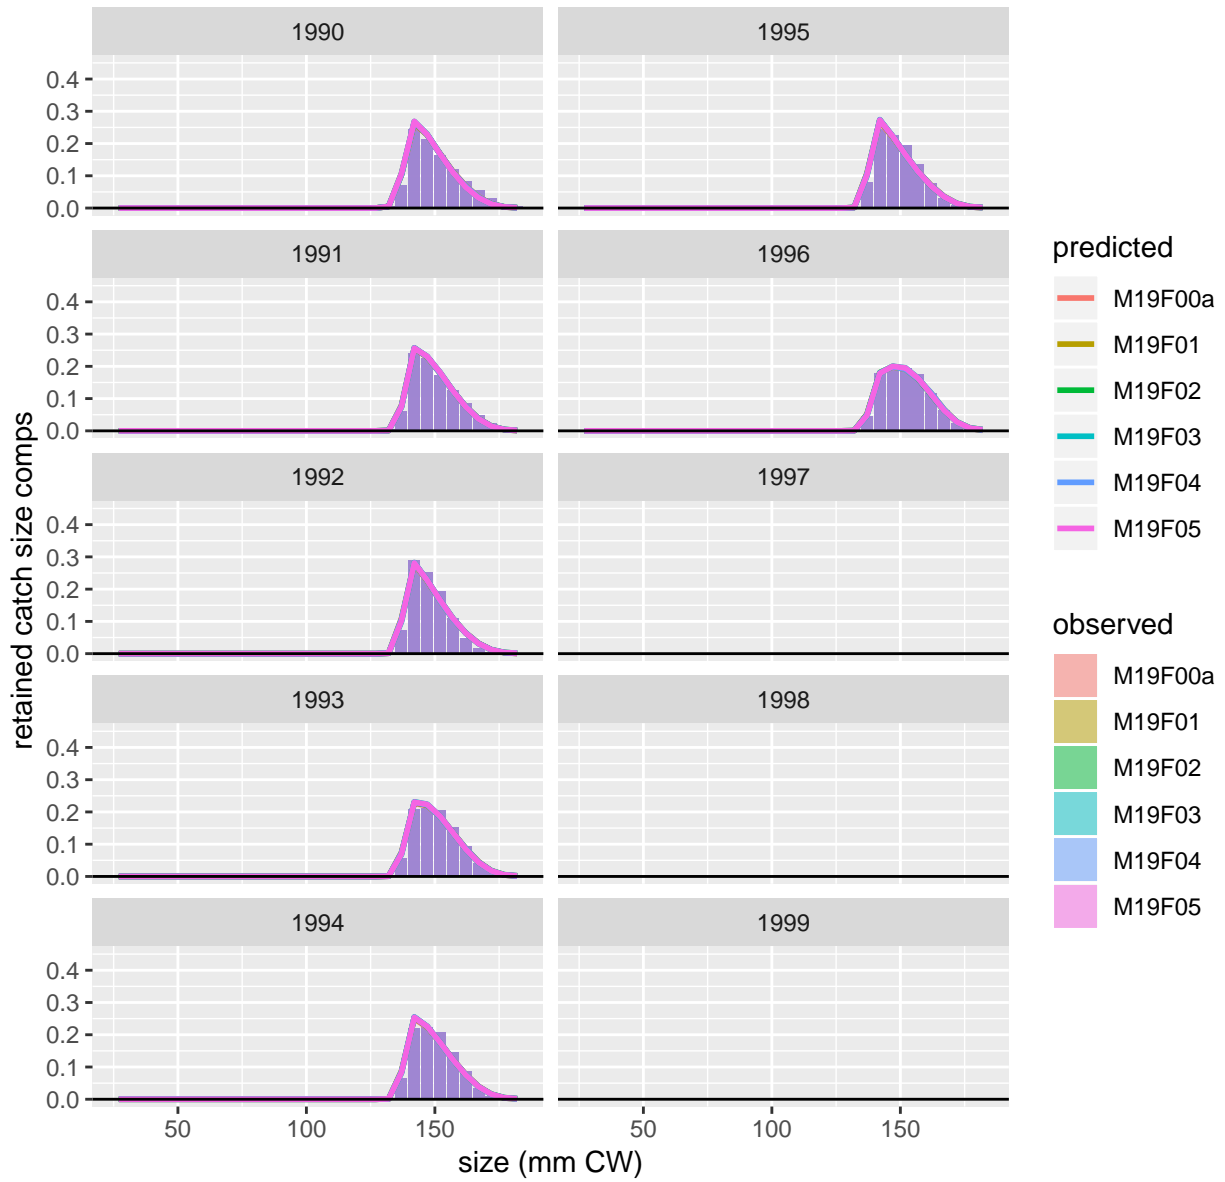 1990
1995
0.4
0.3
0.2
0.1
0.0
1991
1996
0.4
0.3
0.2
0.1
0.0
1992
1997
0.4
0.3
0.2
0.1
0.0
1993
1998
0.4
0.3
0.2
0.1
0.0
1994
1999
0.4
0.3
0.2
0.1
0.0
50
100
150
50
100
150
size (mm CW)
retained catch size comps
predicted
M19F00a
M19F01
M19F02
M19F03
M19F04
M19F05
observed
M19F00a
M19F01
M19F02
M19F03
M19F04
M19F05